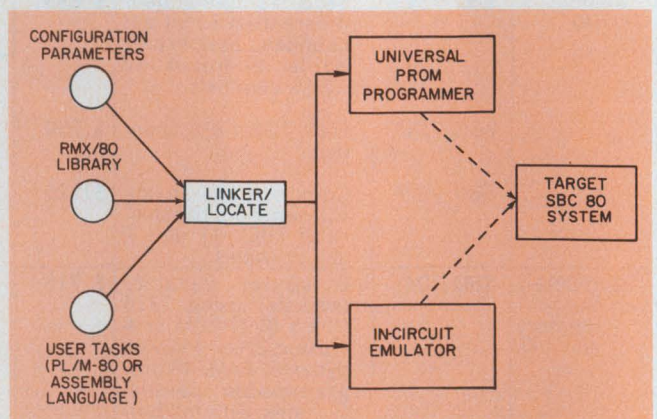 CONFIGURATION
PARAMETERS
RMX/80
LIBRARY
USER TASKS
(PL/M-80 OR
ASSEMBLY
LANGUAGE)
LINKER/
LOCATE
UNIVERSAL
PROM
PROGRAMMER
IN-CIRCUIT
EMULATOR
TARGET
SBC 80
SYSTEM